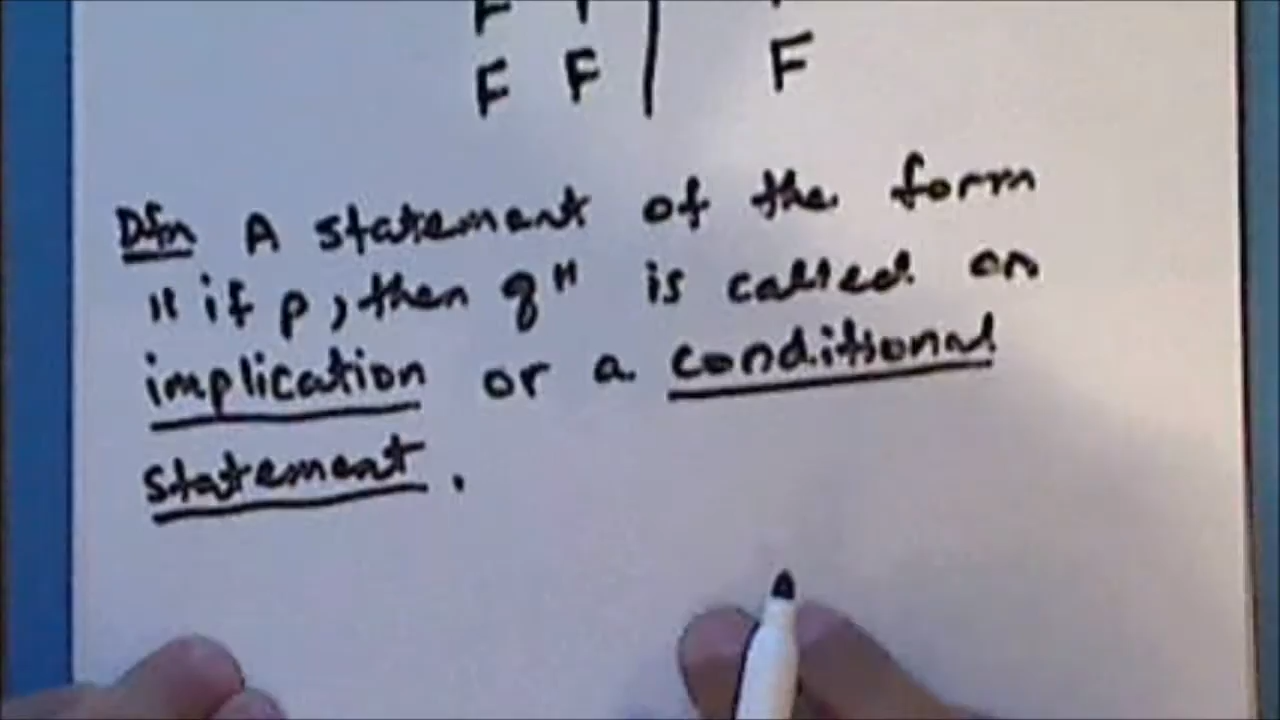 F F | F
Dfn A statement of the form
"if p, then q" is called an
implication or a conditional
statement.